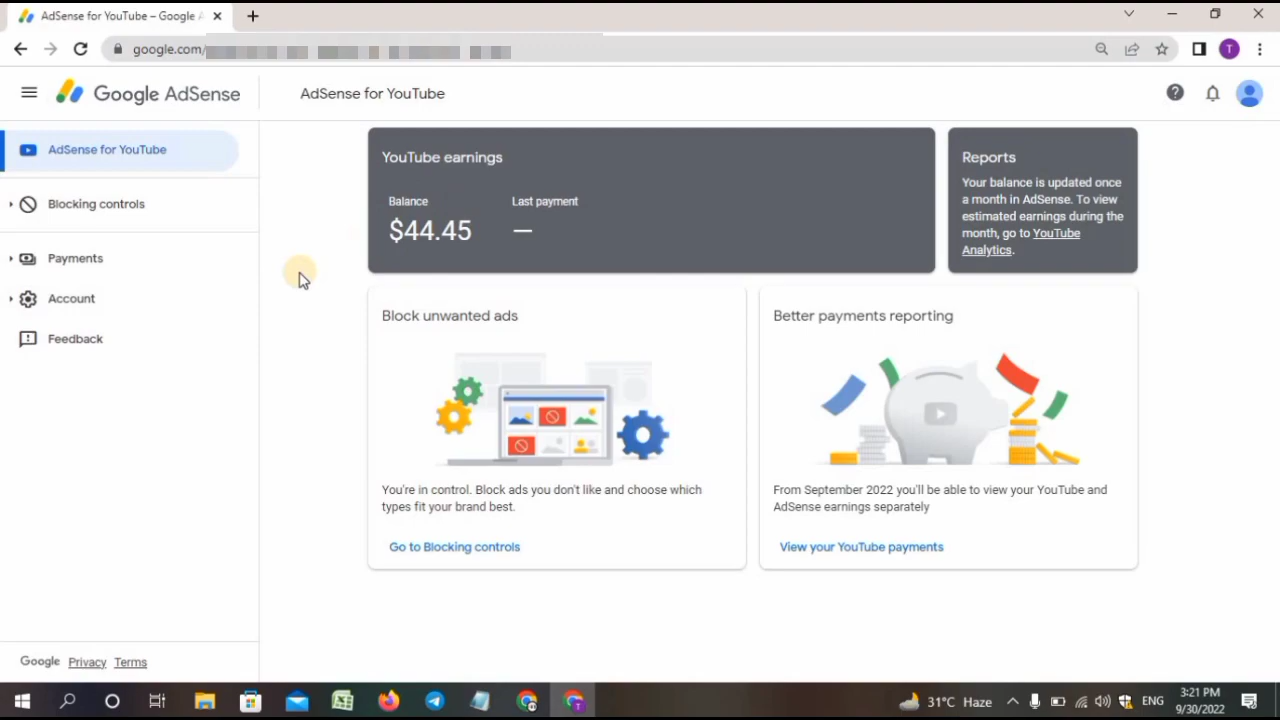 AdSense for YouTube – Google
google.com/
Google AdSense
AdSense for YouTube
T
AdSense for YouTube
Blocking controls
Payments
Account
Feedback
YouTube earnings
Balance
Last payment
$44.45
—
Reports
Your balance is updated once
a month in AdSense. To view
estimated earnings during the
month, go to YouTube
Analytics.
Block unwanted ads
You're in control. Block ads you don't like and choose which
types fit your brand best.
Go to Blocking controls
Better payments reporting
From September 2022 you'll be able to view your YouTube and
AdSense earnings separately
View your YouTube payments
Google Privacy Terms
31°C Haze
ENG
3:21 PM
9/30/2022